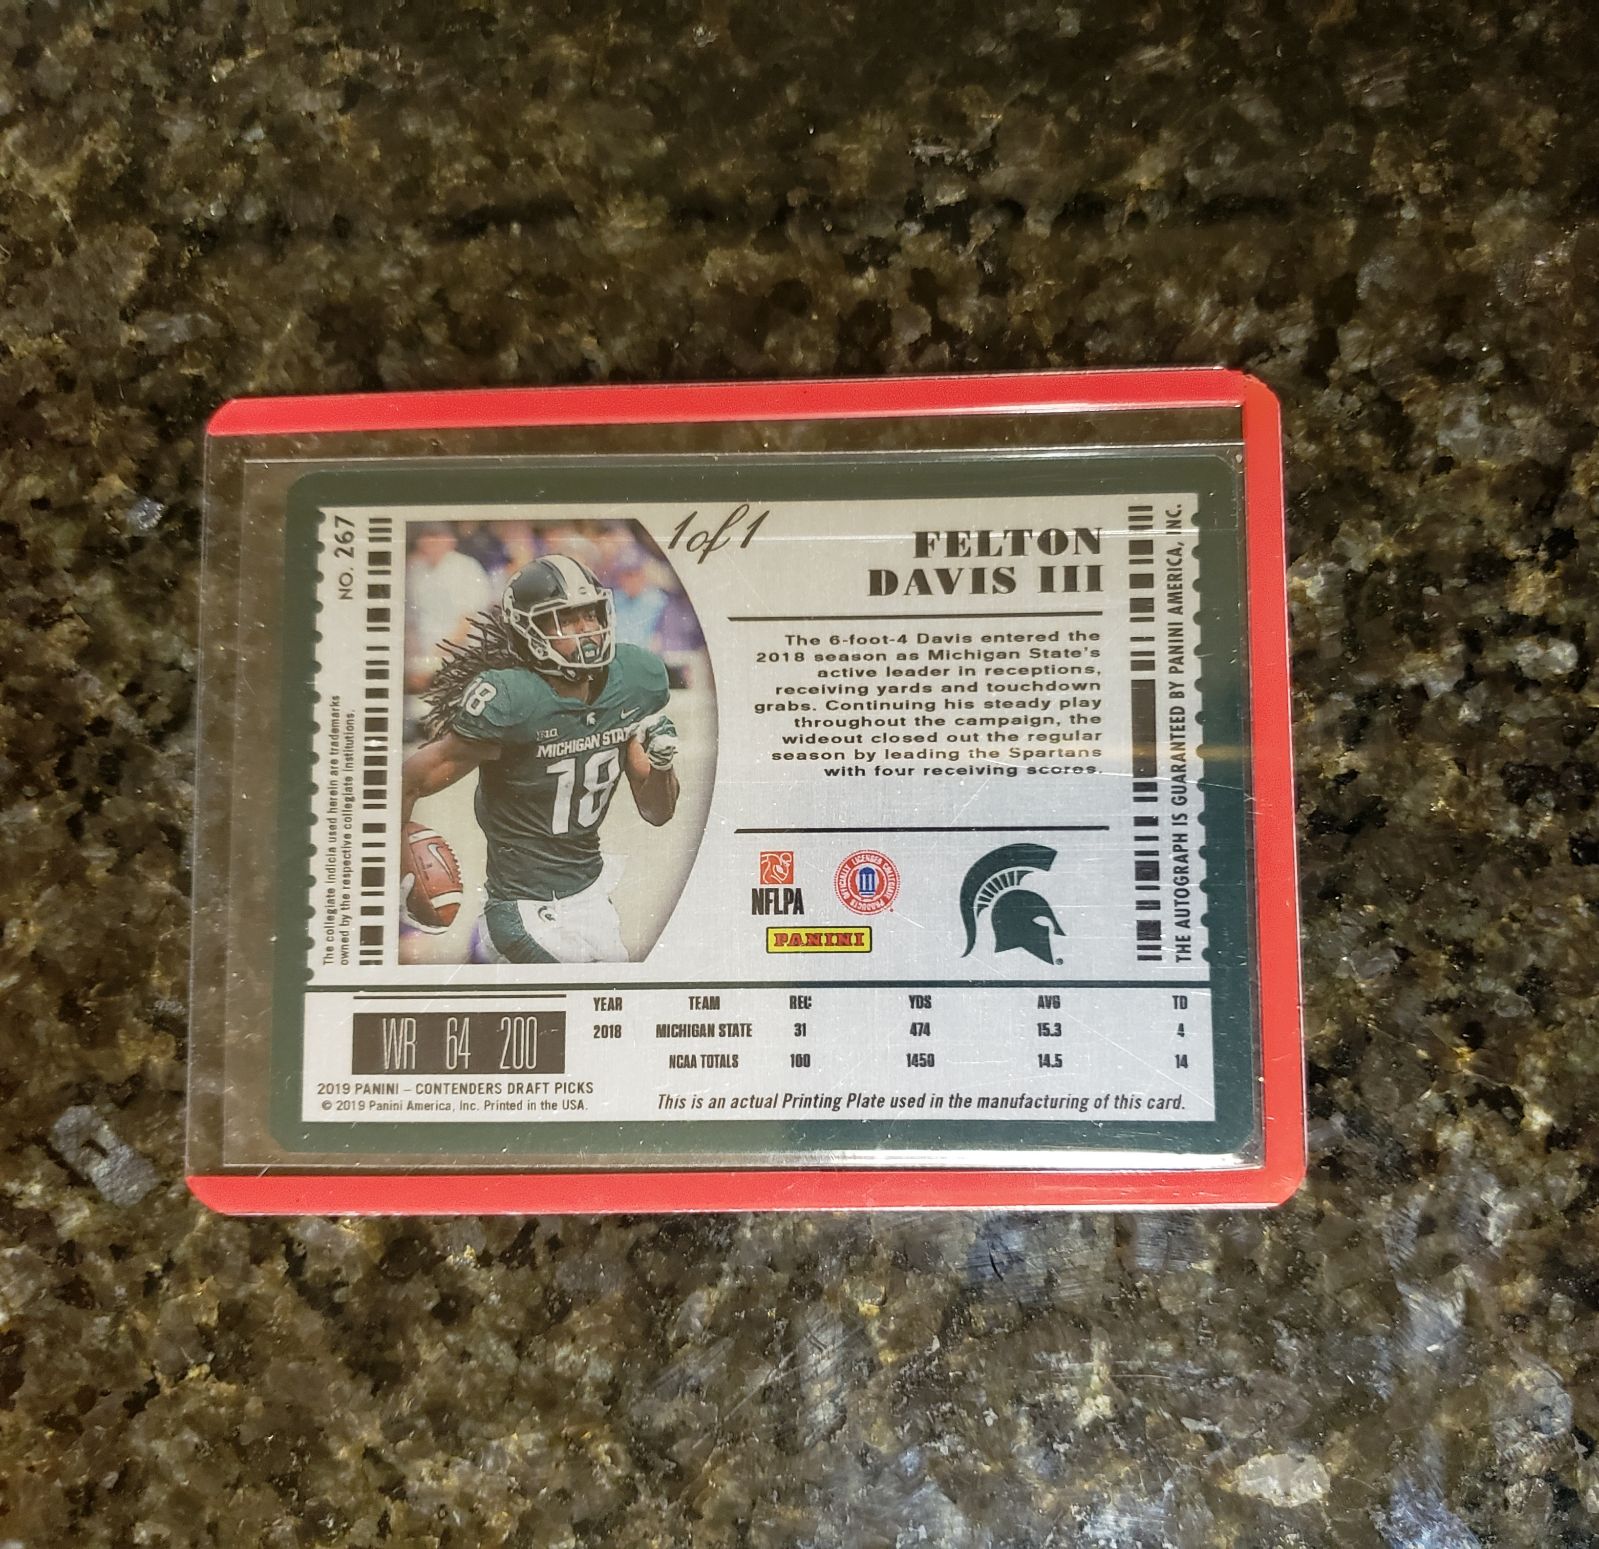 NO. 267
The collegiate indicia used herein are trademarks
owned by the respective collegiate institutions.
1 of 1
FELTON
DAVIS III
The 6-foot-4 Davis entered the
2018 season as Michigan State's
active leader in receptions,
receiving yards and touchdown
grabs. Continuing his steady play
throughout the campaign, the
wideout closed out the regular
season by leading the Spartans
with four receiving scores.
18
B1G
MICHIGAN STATE
18
NFLPA
OFFICIALLY LICENSED COLLEGIATE PRODUCTS
PANINI
THE AUTOGRAPH IS GUARANTEED BY PANINI AMERICA, INC.
YEAR TEAM REC YDS AVG TD
2018 MICHIGAN STATE 31 474 15.3 4
NCAA TOTALS 100 1450 14.5 14
WR 64 200
2019 PANINI – CONTENDERS DRAFT PICKS
© 2019 Panini America, Inc. Printed in the USA.
This is an actual Printing Plate used in the manufacturing of this card.